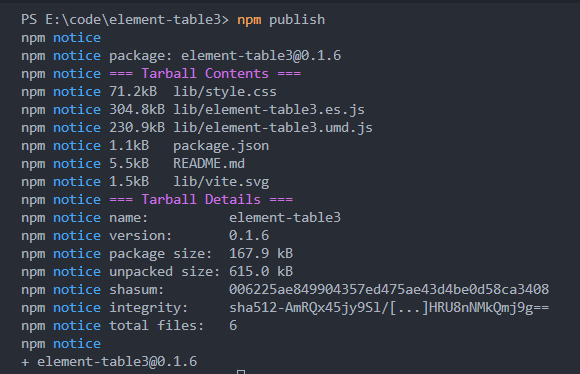 PS E:\code\element-table3> npm publish
npm notice
npm notice package: element-table3@0.1.6
npm notice === Tarball Contents ===
npm notice 71.2kB  lib/style.css
npm notice 304.8kB lib/element-table3.es.js
npm notice 230.9kB lib/element-table3.umd.js
npm notice 1.1kB   package.json
npm notice 5.5kB   README.md
npm notice 1.5kB   lib/vite.svg
npm notice === Tarball Details ===
npm notice name:          element-table3
npm notice version:       0.1.6
npm notice package size:  167.9 kB
npm notice unpacked size: 615.0 kB
npm notice shasum:        006225ae849904357ed475ae43d4be0d58ca3408
npm notice integrity:     sha512-AmRQx45jy9Sl/[...]HRU8nNMkQmj9g==
npm notice total files:   6
npm notice
+ element-table3@0.1.6